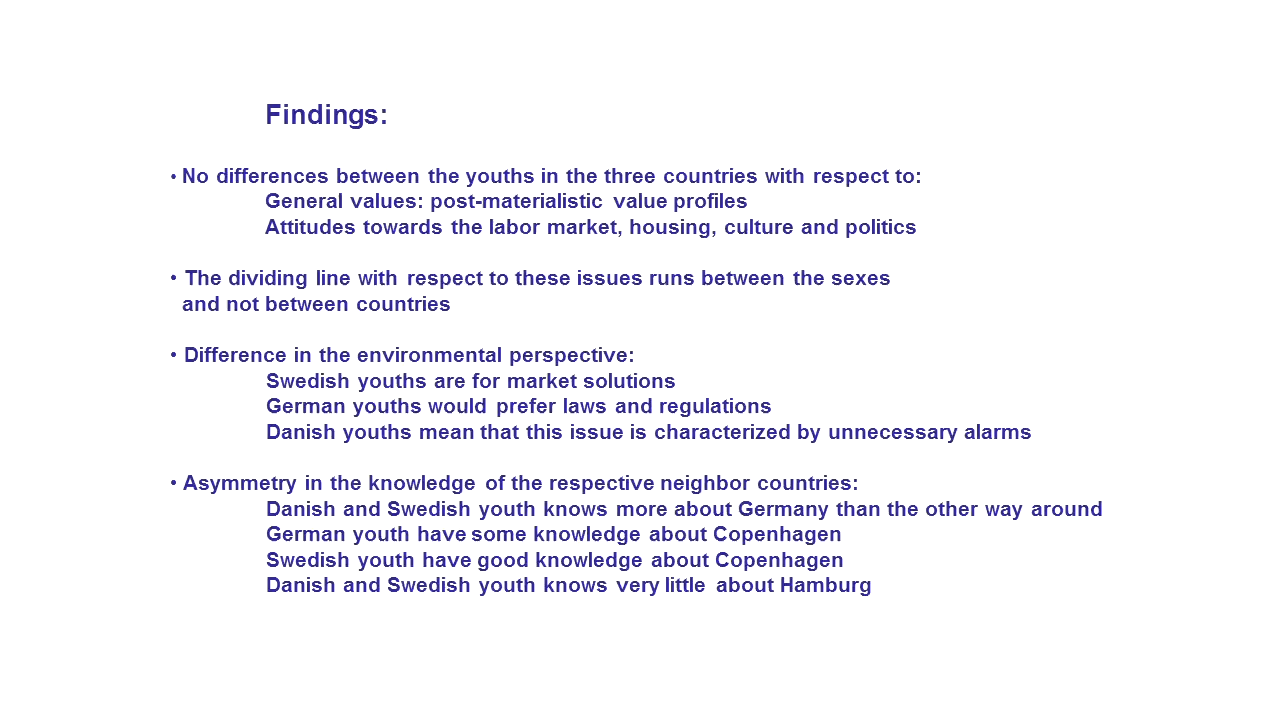 Findings:
• No differences between the youths in the three countries with respect to:
General values: post-materialistic value profiles
Attitudes towards the labor market, housing, culture and politics
• The dividing line with respect to these issues runs between the sexes
and not between countries
• Difference in the environmental perspective:
Swedish youths are for market solutions
German youths would prefer laws and regulations
Danish youths mean that this issue is characterized by unnecessary alarms
• Asymmetry in the knowledge of the respective neighbor countries:
Danish and Swedish youth knows more about Germany than the other way around
German youth have some knowledge about Copenhagen
Swedish youth have good knowledge about Copenhagen
Danish and Swedish youth knows very little about Hamburg